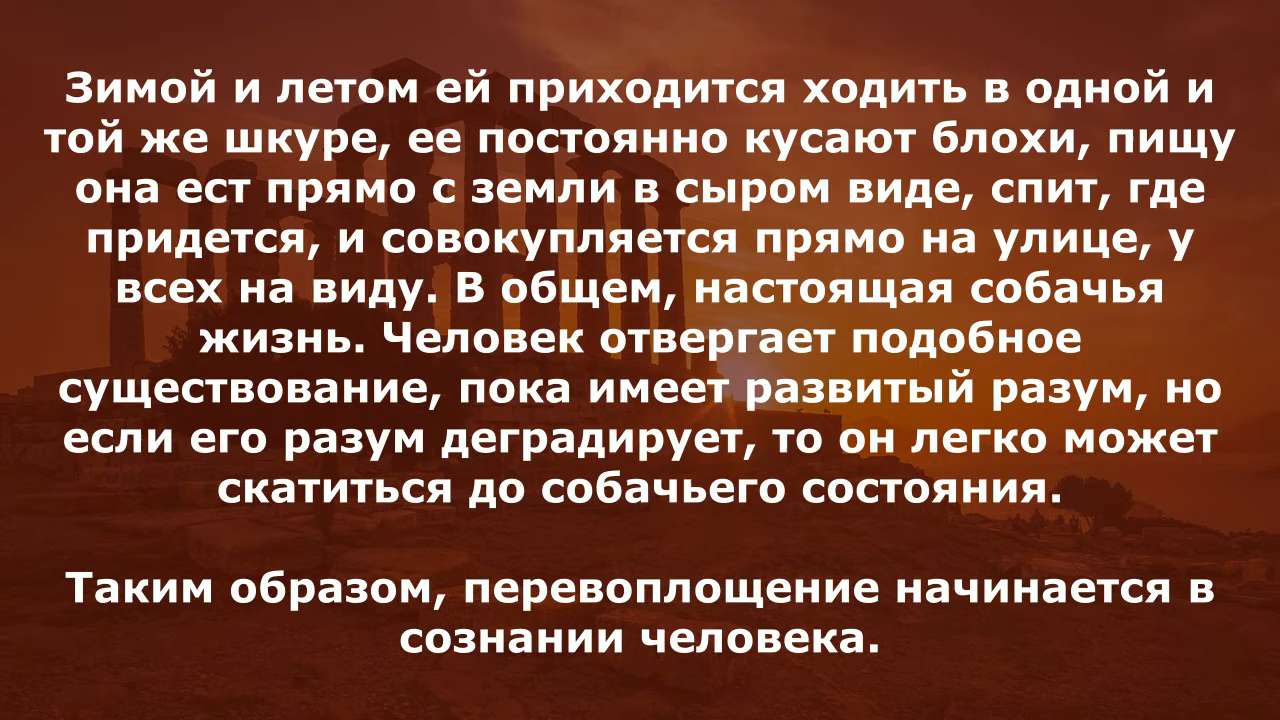 Зимой и летом ей приходится ходить в одной и
той же шкуре, ее постоянно кусают блохи, пищу
она ест прямо с земли в сыром виде, спит, где
придется, и совокупляется прямо на улице, у
всех на виду. В общем, настоящая собачья
жизнь. Человек отвергает подобное
существование, пока имеет развитый разум, но
если его разум деградирует, то он легко может
скатиться до собачьего состояния.
Таким образом, перевоплощение начинается в
сознании человека.